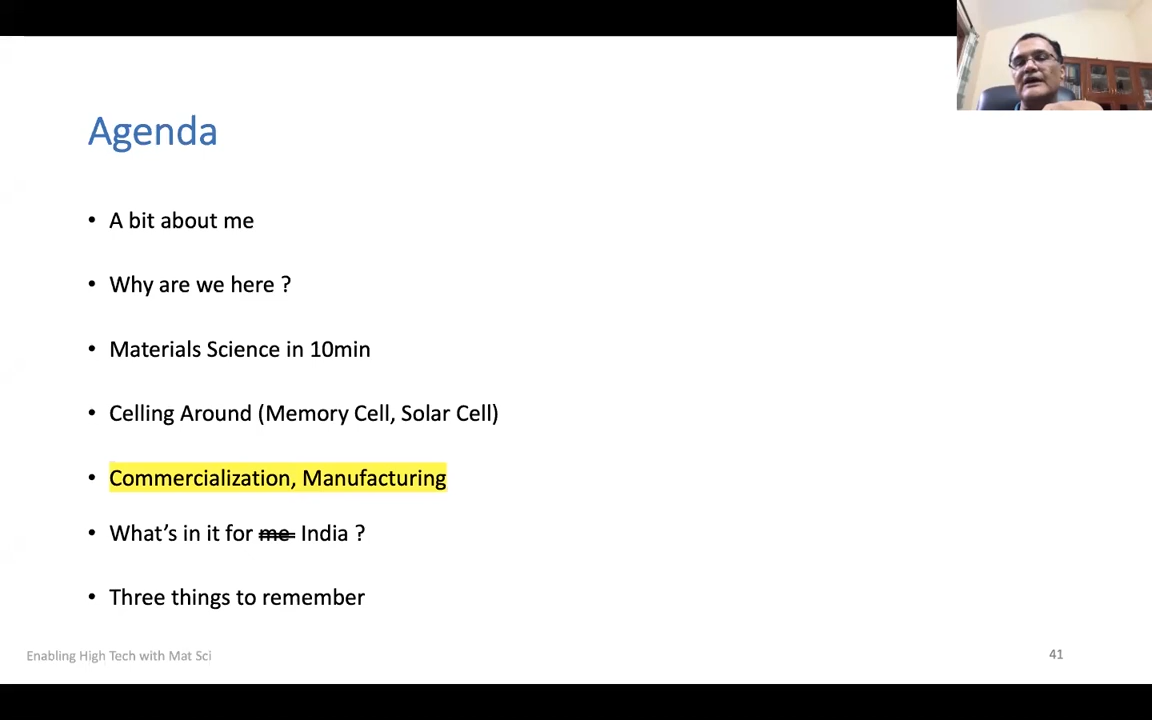 Agenda
• A bit about me
• Why are we here ?
• Materials Science in 10min
• Celling Around (Memory Cell, Solar Cell)
• Commercialization, Manufacturing
• What's in it for me India ?
• Three things to remember
Enabling High Tech with Mat Sci
41